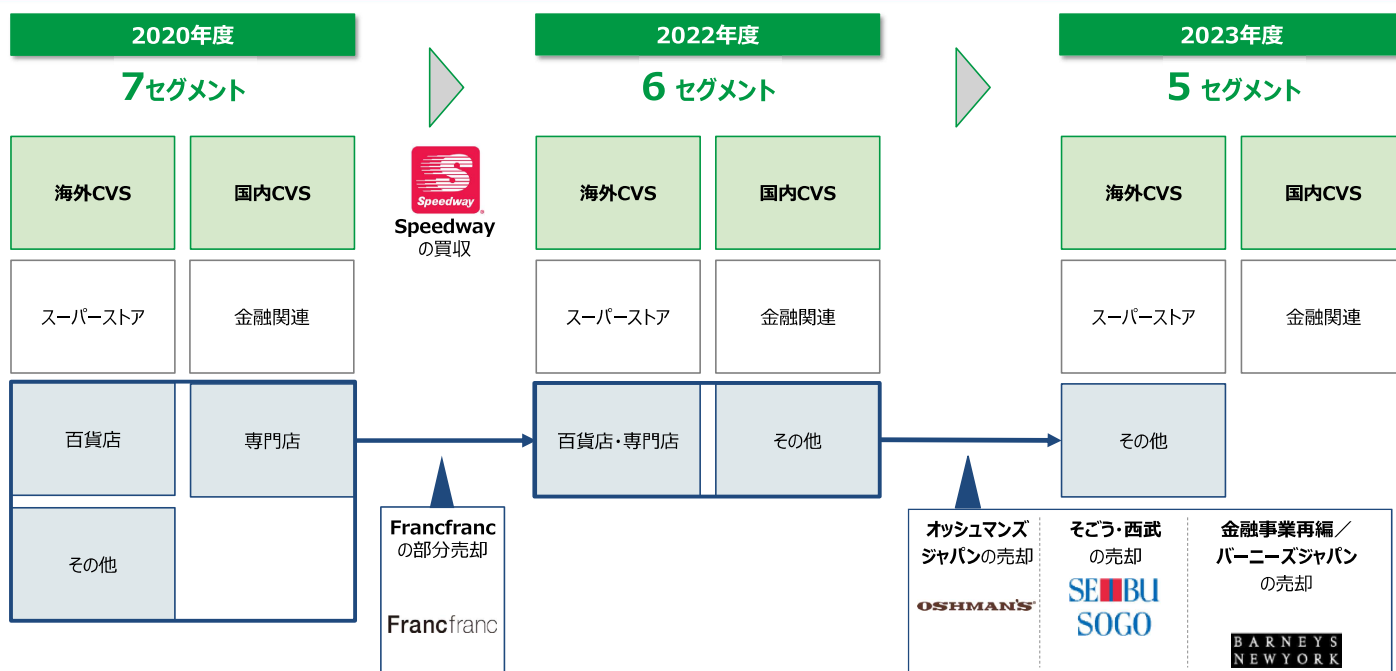 2020年度
7セグメント
海外CVS
国内CVS
スーパーストア
金融関連
百貨店
専門店
その他
S
Speedway
Speedway
の買収
Francfranc
の部分売却
Francfranc
2022年度
6 セグメント
海外CVS
国内CVS
スーパーストア
金融関連
百貨店・専門店
その他
オッシュマンズ
ジャパンの売却
OSHMAN'S
そごう・西武
の売却
SEIBU
SOGO
金融事業再編／
バーニーズジャパン
の売却
BARNEYS
NEWYORK
2023年度
5 セグメント
海外CVS
国内CVS
スーパーストア
金融関連
その他